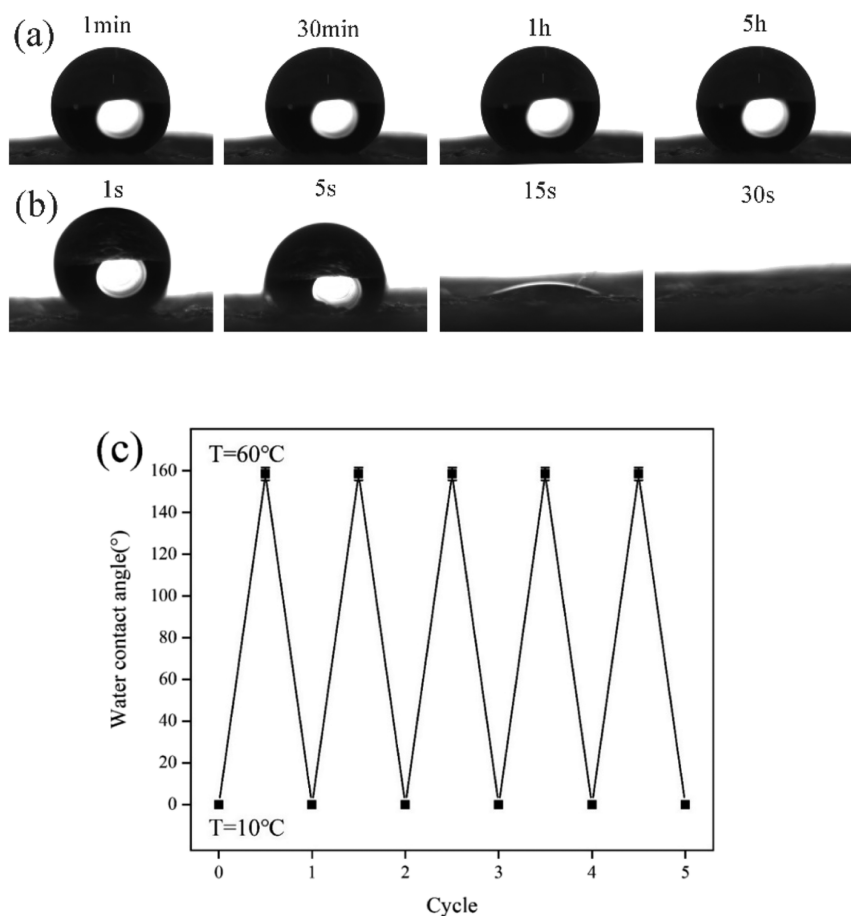 (a)
1min
30min
1h
5h
(b)
1s
5s
15s
30s
(c)
T=60℃
160
140
120
100
80
60
40
20
0
Water contact angle(°)
T=10℃
0
1
2
3
4
5
Cycle